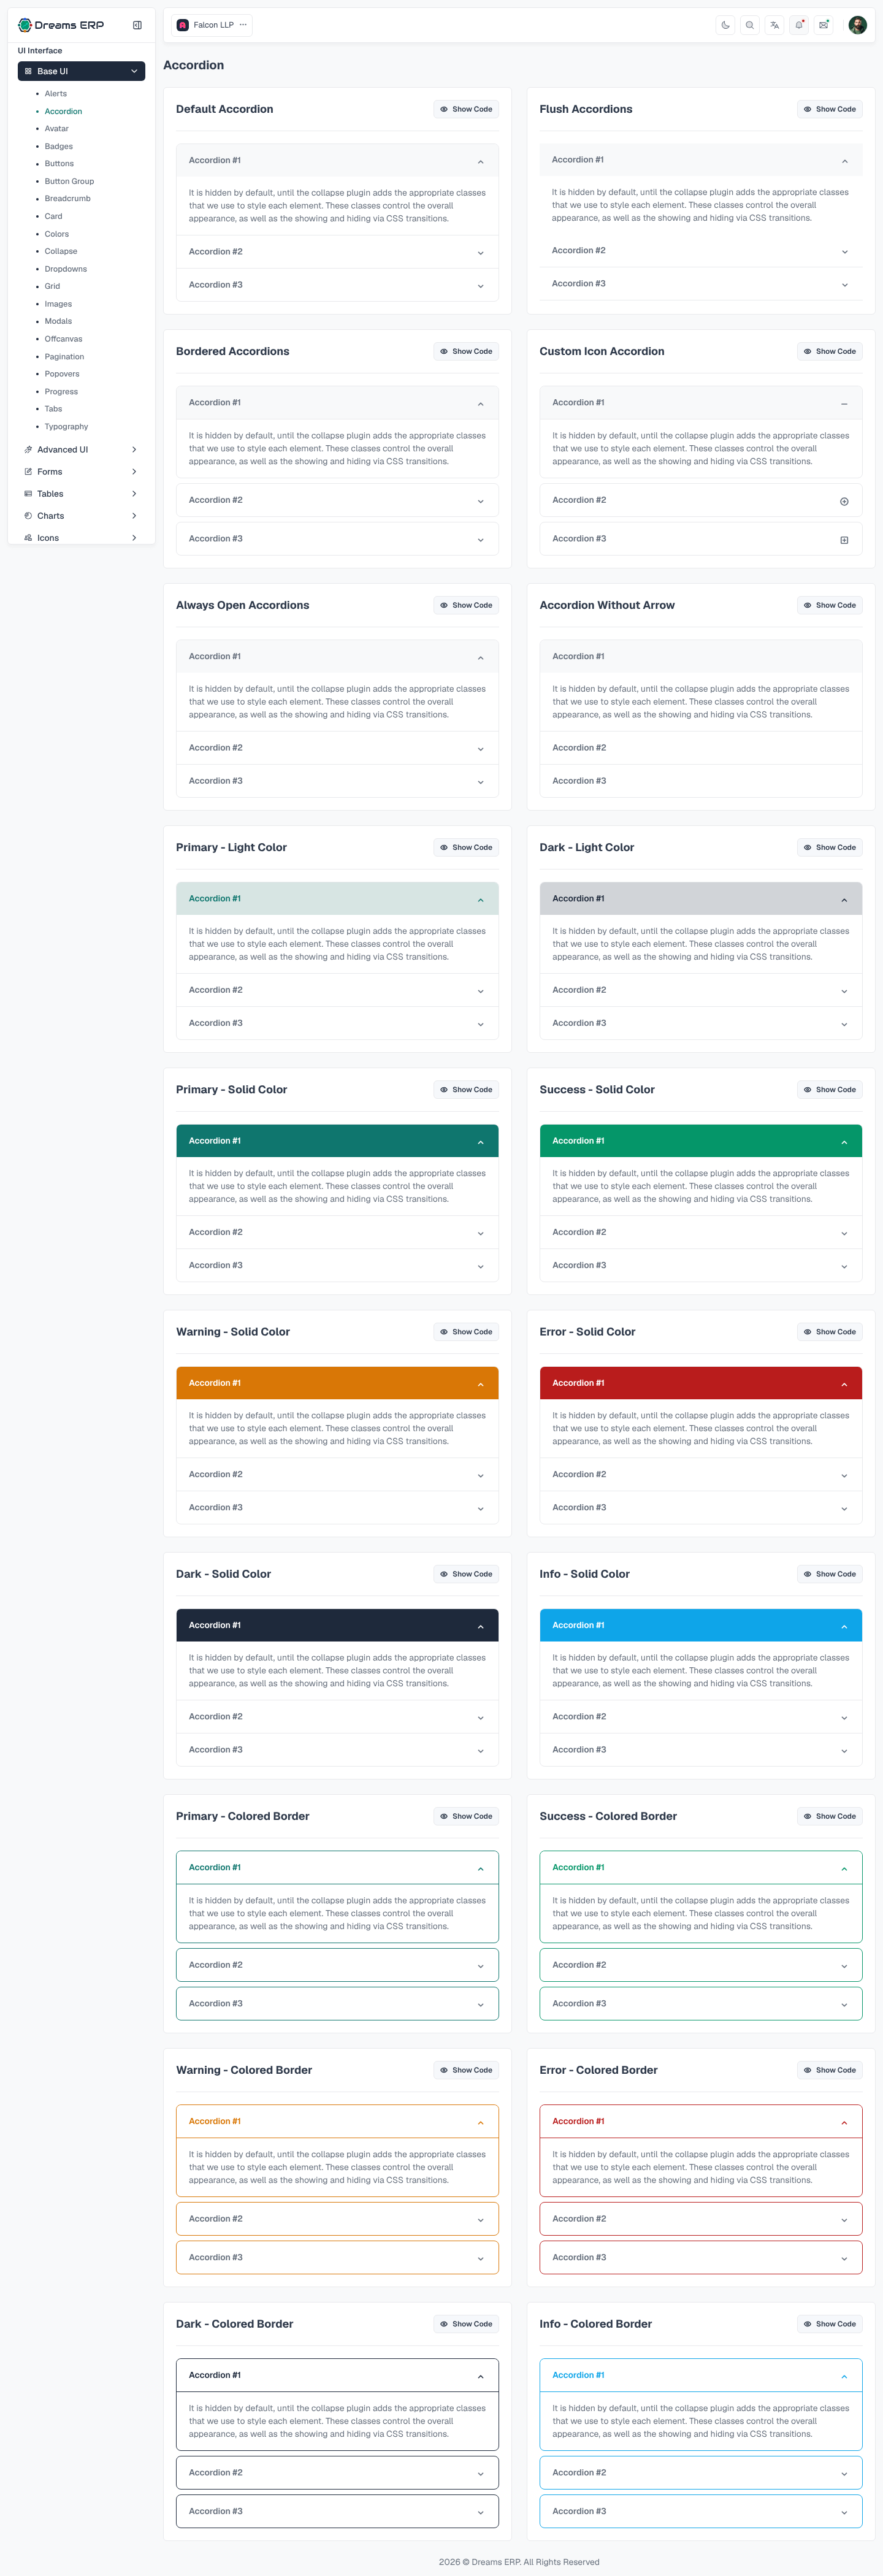 Dreams ERP
UI Interface
Base UI
Alerts
Accordion
Avatar
Badges
Buttons
Button Group
Breadcrumb
Card
Colors
Collapse
Dropdowns
Grid
Images
Modals
Offcanvas
Pagination
Popovers
Progress
Tabs
Typography
Advanced UI
Forms
Tables
Charts
Icons
Falcon LLP
Accordion
Default Accordion
Show Code
Accordion #1
It is hidden by default, until the collapse plugin adds the appropriate classes
that we use to style each element. These classes control the overall
appearance, as well as the showing and hiding via CSS transitions.
Accordion #2
Accordion #3
Flush Accordions
Show Code
Accordion #1
It is hidden by default, until the collapse plugin adds the appropriate classes
that we use to style each element. These classes control the overall
appearance, as well as the showing and hiding via CSS transitions.
Accordion #2
Accordion #3
Bordered Accordions
Show Code
Accordion #1
It is hidden by default, until the collapse plugin adds the appropriate classes
that we use to style each element. These classes control the overall
appearance, as well as the showing and hiding via CSS transitions.
Accordion #2
Accordion #3
Custom Icon Accordion
Show Code
Accordion #1
It is hidden by default, until the collapse plugin adds the appropriate classes
that we use to style each element. These classes control the overall
appearance, as well as the showing and hiding via CSS transitions.
Accordion #2
Accordion #3
Always Open Accordions
Show Code
Accordion #1
It is hidden by default, until the collapse plugin adds the appropriate classes
that we use to style each element. These classes control the overall
appearance, as well as the showing and hiding via CSS transitions.
Accordion #2
Accordion #3
Accordion Without Arrow
Show Code
Accordion #1
It is hidden by default, until the collapse plugin adds the appropriate classes
that we use to style each element. These classes control the overall
appearance, as well as the showing and hiding via CSS transitions.
Accordion #2
Accordion #3
Primary - Light Color
Show Code
Accordion #1
It is hidden by default, until the collapse plugin adds the appropriate classes
that we use to style each element. These classes control the overall
appearance, as well as the showing and hiding via CSS transitions.
Accordion #2
Accordion #3
Dark - Light Color
Show Code
Accordion #1
It is hidden by default, until the collapse plugin adds the appropriate classes
that we use to style each element. These classes control the overall
appearance, as well as the showing and hiding via CSS transitions.
Accordion #2
Accordion #3
Primary - Solid Color
Show Code
Accordion #1
It is hidden by default, until the collapse plugin adds the appropriate classes
that we use to style each element. These classes control the overall
appearance, as well as the showing and hiding via CSS transitions.
Accordion #2
Accordion #3
Success - Solid Color
Show Code
Accordion #1
It is hidden by default, until the collapse plugin adds the appropriate classes
that we use to style each element. These classes control the overall
appearance, as well as the showing and hiding via CSS transitions.
Accordion #2
Accordion #3
Warning - Solid Color
Show Code
Accordion #1
It is hidden by default, until the collapse plugin adds the appropriate classes
that we use to style each element. These classes control the overall
appearance, as well as the showing and hiding via CSS transitions.
Accordion #2
Accordion #3
Error - Solid Color
Show Code
Accordion #1
It is hidden by default, until the collapse plugin adds the appropriate classes
that we use to style each element. These classes control the overall
appearance, as well as the showing and hiding via CSS transitions.
Accordion #2
Accordion #3
Dark - Solid Color
Show Code
Accordion #1
It is hidden by default, until the collapse plugin adds the appropriate classes
that we use to style each element. These classes control the overall
appearance, as well as the showing and hiding via CSS transitions.
Accordion #2
Accordion #3
Info - Solid Color
Show Code
Accordion #1
It is hidden by default, until the collapse plugin adds the appropriate classes
that we use to style each element. These classes control the overall
appearance, as well as the showing and hiding via CSS transitions.
Accordion #2
Accordion #3
Primary - Colored Border
Show Code
Accordion #1
It is hidden by default, until the collapse plugin adds the appropriate classes
that we use to style each element. These classes control the overall
appearance, as well as the showing and hiding via CSS transitions.
Accordion #2
Accordion #3
Success - Colored Border
Show Code
Accordion #1
It is hidden by default, until the collapse plugin adds the appropriate classes
that we use to style each element. These classes control the overall
appearance, as well as the showing and hiding via CSS transitions.
Accordion #2
Accordion #3
Warning - Colored Border
Show Code
Accordion #1
It is hidden by default, until the collapse plugin adds the appropriate classes
that we use to style each element. These classes control the overall
appearance, as well as the showing and hiding via CSS transitions.
Accordion #2
Accordion #3
Error - Colored Border
Show Code
Accordion #1
It is hidden by default, until the collapse plugin adds the appropriate classes
that we use to style each element. These classes control the overall
appearance, as well as the showing and hiding via CSS transitions.
Accordion #2
Accordion #3
Dark - Colored Border
Show Code
Accordion #1
It is hidden by default, until the collapse plugin adds the appropriate classes
that we use to style each element. These classes control the overall
appearance, as well as the showing and hiding via CSS transitions.
Accordion #2
Accordion #3
Info - Colored Border
Show Code
Accordion #1
It is hidden by default, until the collapse plugin adds the appropriate classes
that we use to style each element. These classes control the overall
appearance, as well as the showing and hiding via CSS transitions.
Accordion #2
Accordion #3
2026 © Dreams ERP. All Rights Reserved